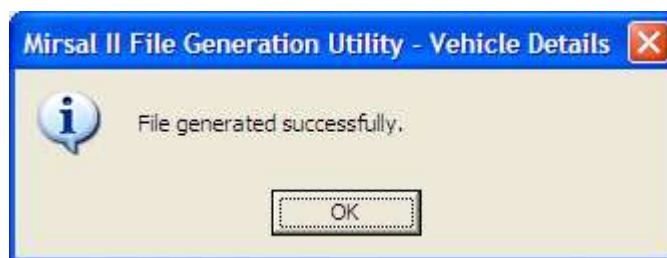 Mirsal II File Generation Utility - Vehicle Details
File generated successfully.
OK